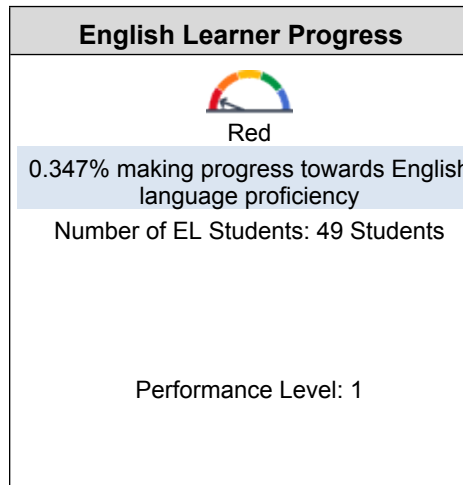 English Learner Progress
Red
0.347% making progress towards English
language proficiency
Number of EL Students: 49 Students
Performance Level: 1